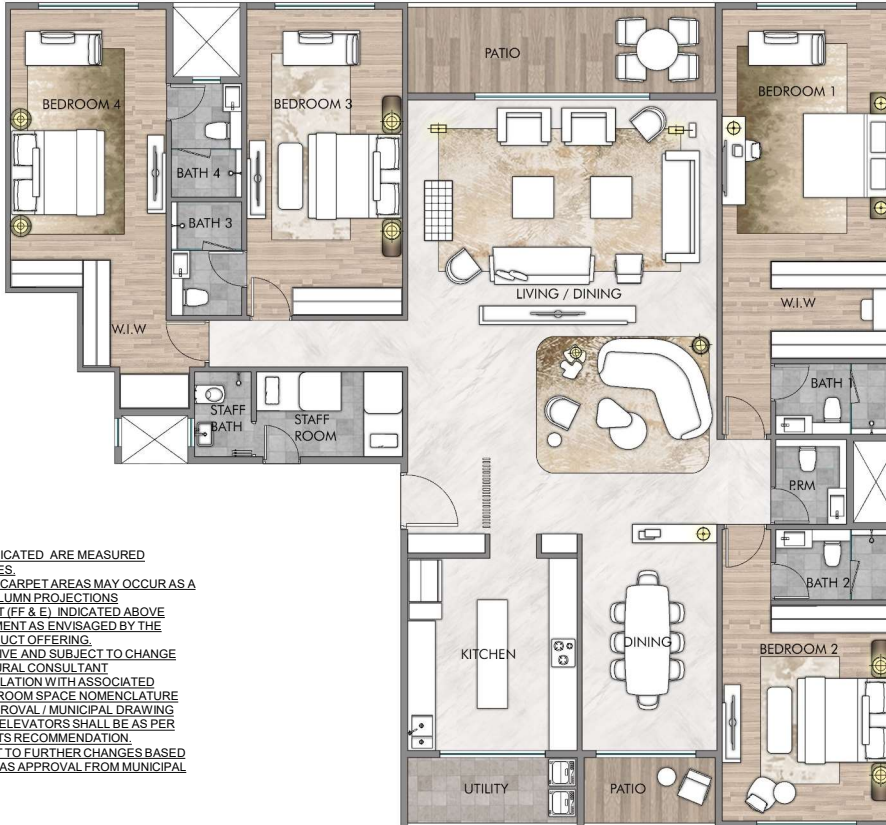 PATIO
BEDROOM 4
BEDROOM 3
BEDROOM 1
BATH 4
BATH 3
LIVING / DINING
W.I.W
W.I.W
BATH 1
STAFF
BATH
STAFF
ROOM
P.RM
BATH 2
KITCHEN
DINING
BEDROOM 2
UTILITY
PATIO
DICATED ARE MEASURED
ES.
CARPET AREAS MAY OCCUR AS A
LUMN PROJECTIONS
T (FF & E) INDICATED ABOVE
MENT AS ENVISAGED BY THE
DUCT OFFERING.
IVE AND SUBJECT TO CHANGE
URAL CONSULTANT
LATION WITH ASSOCIATED
ROOM SPACE NOMENCLATURE
ROVAL / MUNICIPAL DRAWING
ELEVATORS SHALL BE AS PER
TS RECOMMENDATION.
T TO FURTHER CHANGES BASED
AS APPROVAL FROM MUNICIPAL